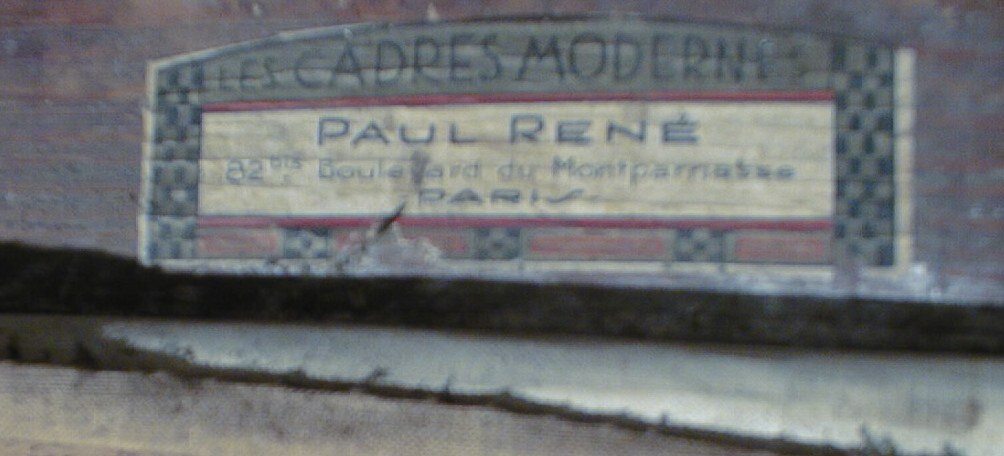 LES CADRES MODERNES
PAUL RENÉ
82bis Boulevard du Montparnasse
PARIS